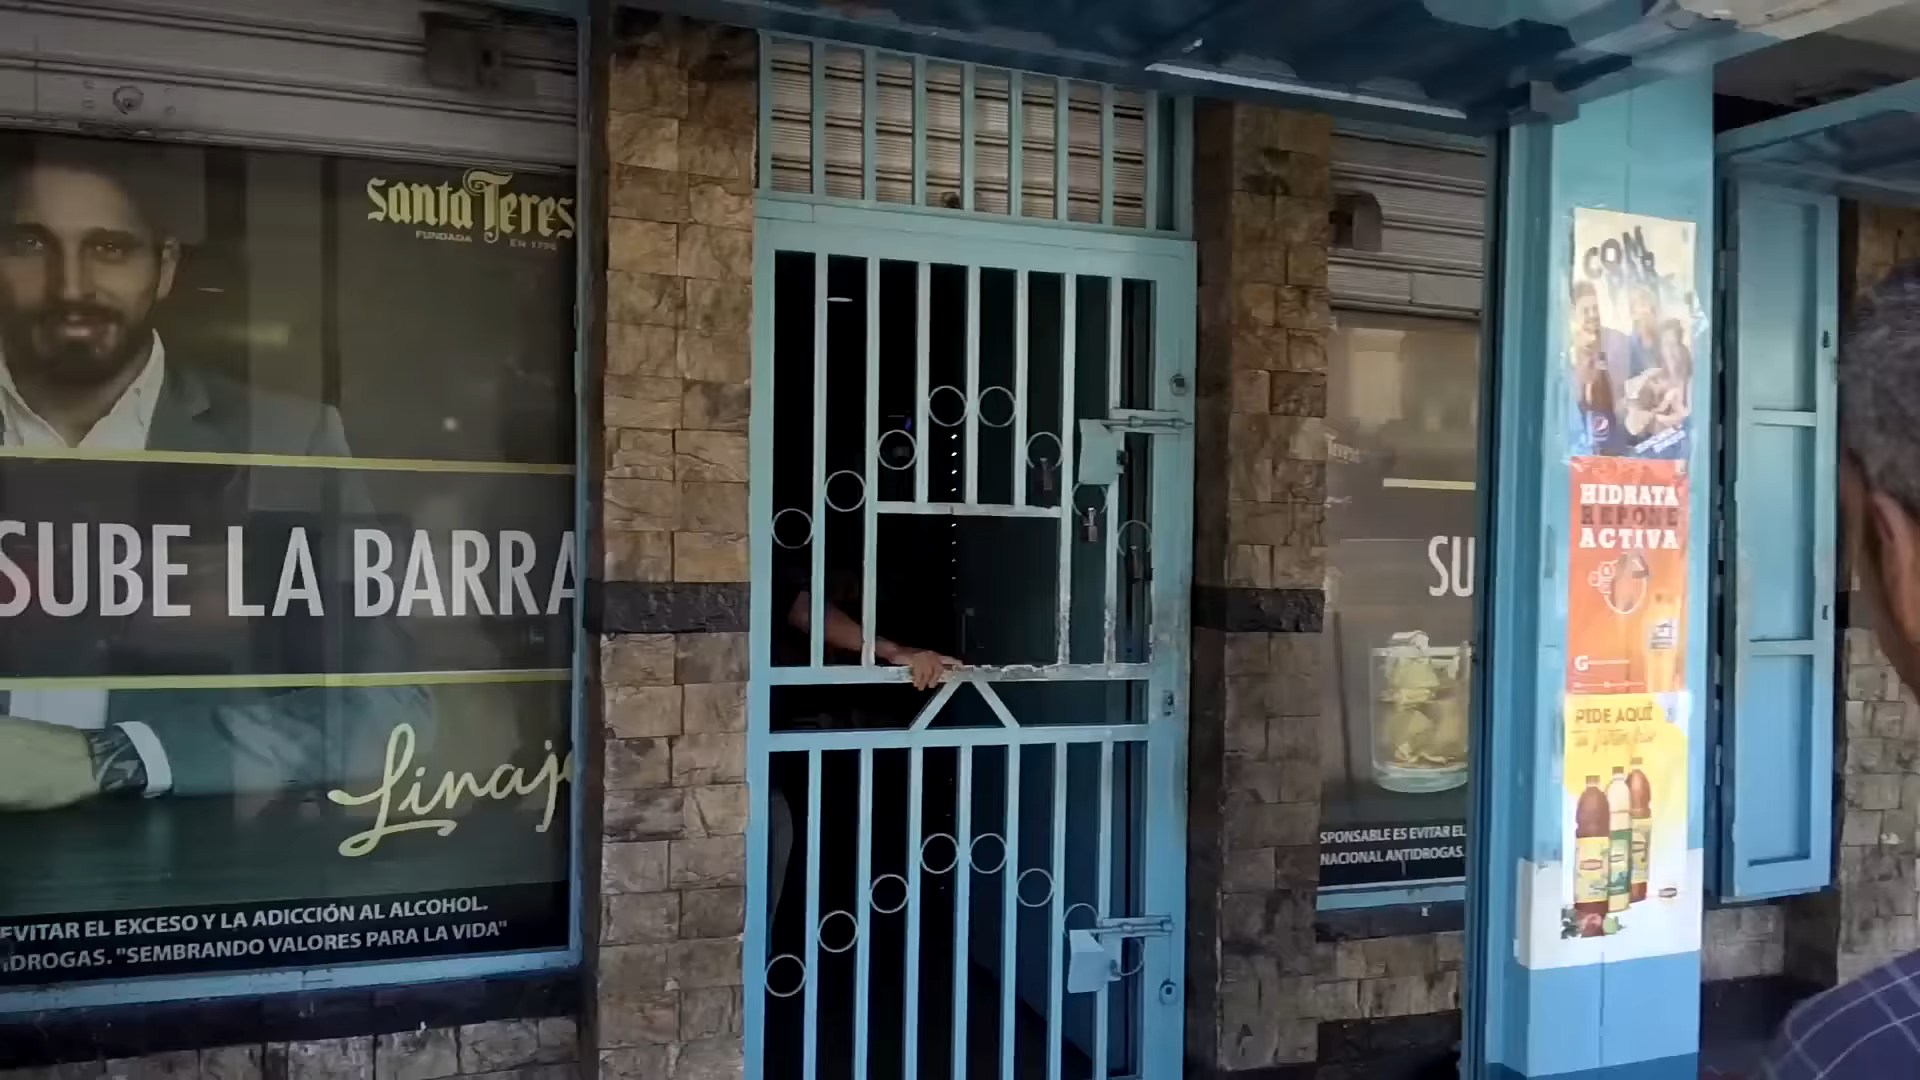 santa Teres
FUNDADA EN 1796
SUBE LA BARRA
Linaje
EVITAR EL EXCESO Y LA ADICCIÓN AL ALCOHOL.
IDROGAS. "SEMBRANDO VALORES PARA LA VIDA"
SU
SPONSABLE ES EVITAR EL
NACIONAL ANTIDROGAS.
COM
HIDRATA
REPONE
ACTIVA
G
PIDE AQUÍ